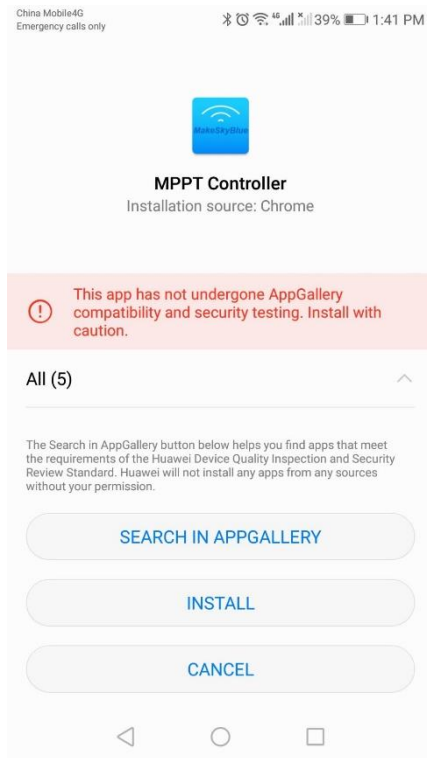 China Mobile4G
Emergency calls only
4G
39%
1:41 PM
MakeSkyBlue
MPPT Controller
Installation source: Chrome
This app has not undergone AppGallery
compatibility and security testing. Install with
caution.
All (5)
The Search in AppGallery button below helps you find apps that meet
the requirements of the Huawei Device Quality Inspection and Security
Review Standard. Huawei will not install any apps from any sources
without your permission.
SEARCH IN APPGALLERY
INSTALL
CANCEL